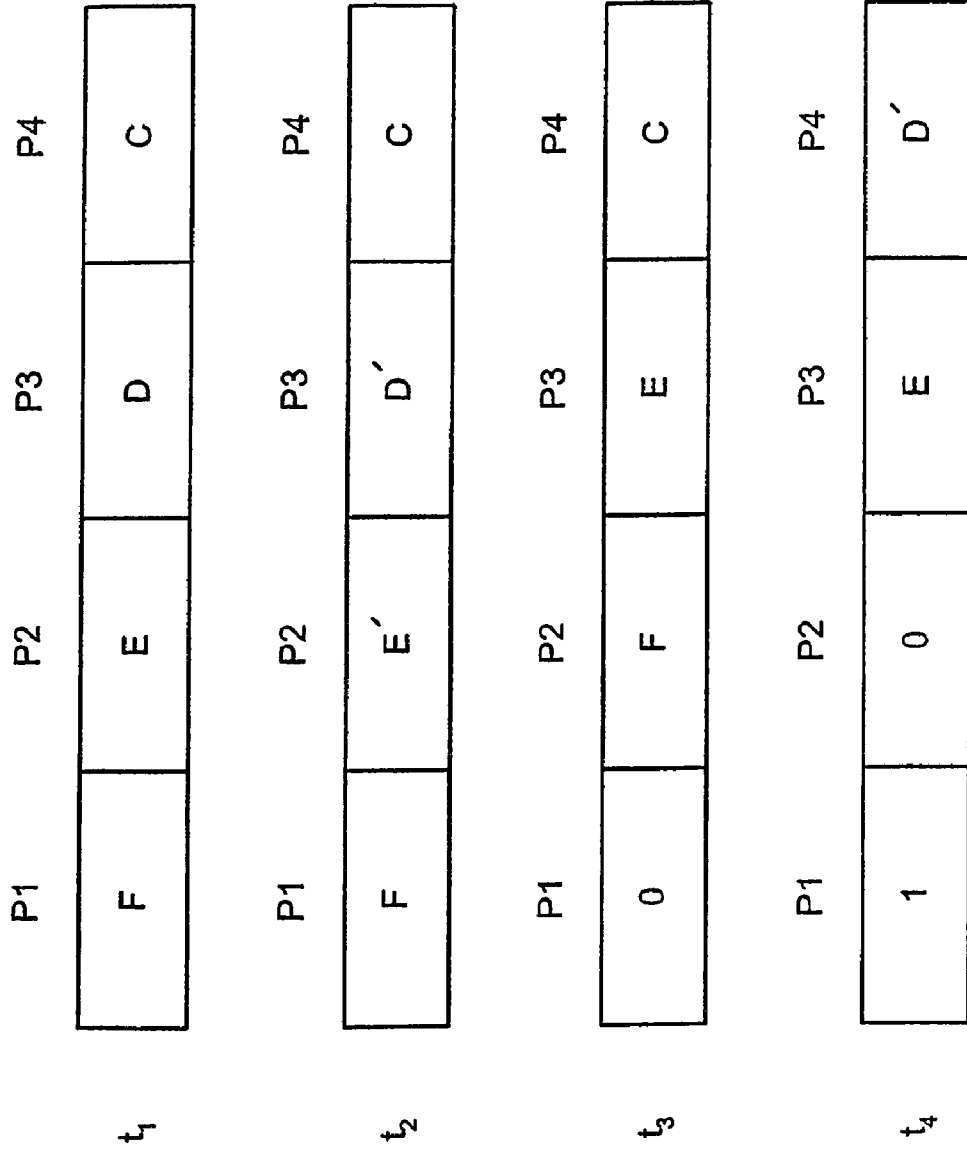 P1 P2 P3 P4
t₁ F E D C
P1 P2 P3 P4
t₂ F E´ D´ C
P1 P2 P3 P4
t₃ 0 F E C
P1 P2 P3 P4
t₄ 1 0 E D´